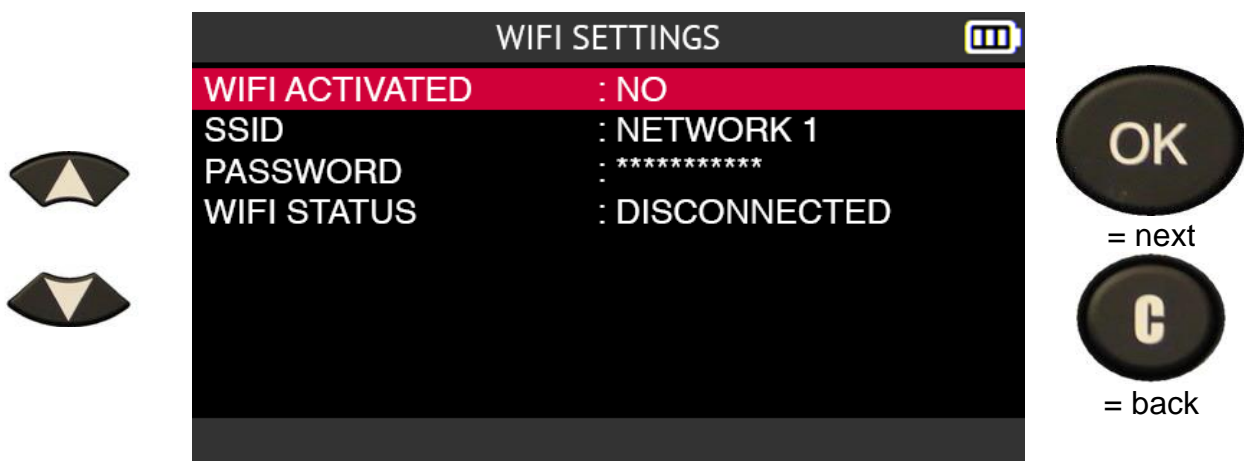 WIFI SETTINGS
WIFI ACTIVATED : NO
SSID : NETWORK 1
PASSWORD : ***********
WIFI STATUS : DISCONNECTED
OK
= next
C
= back